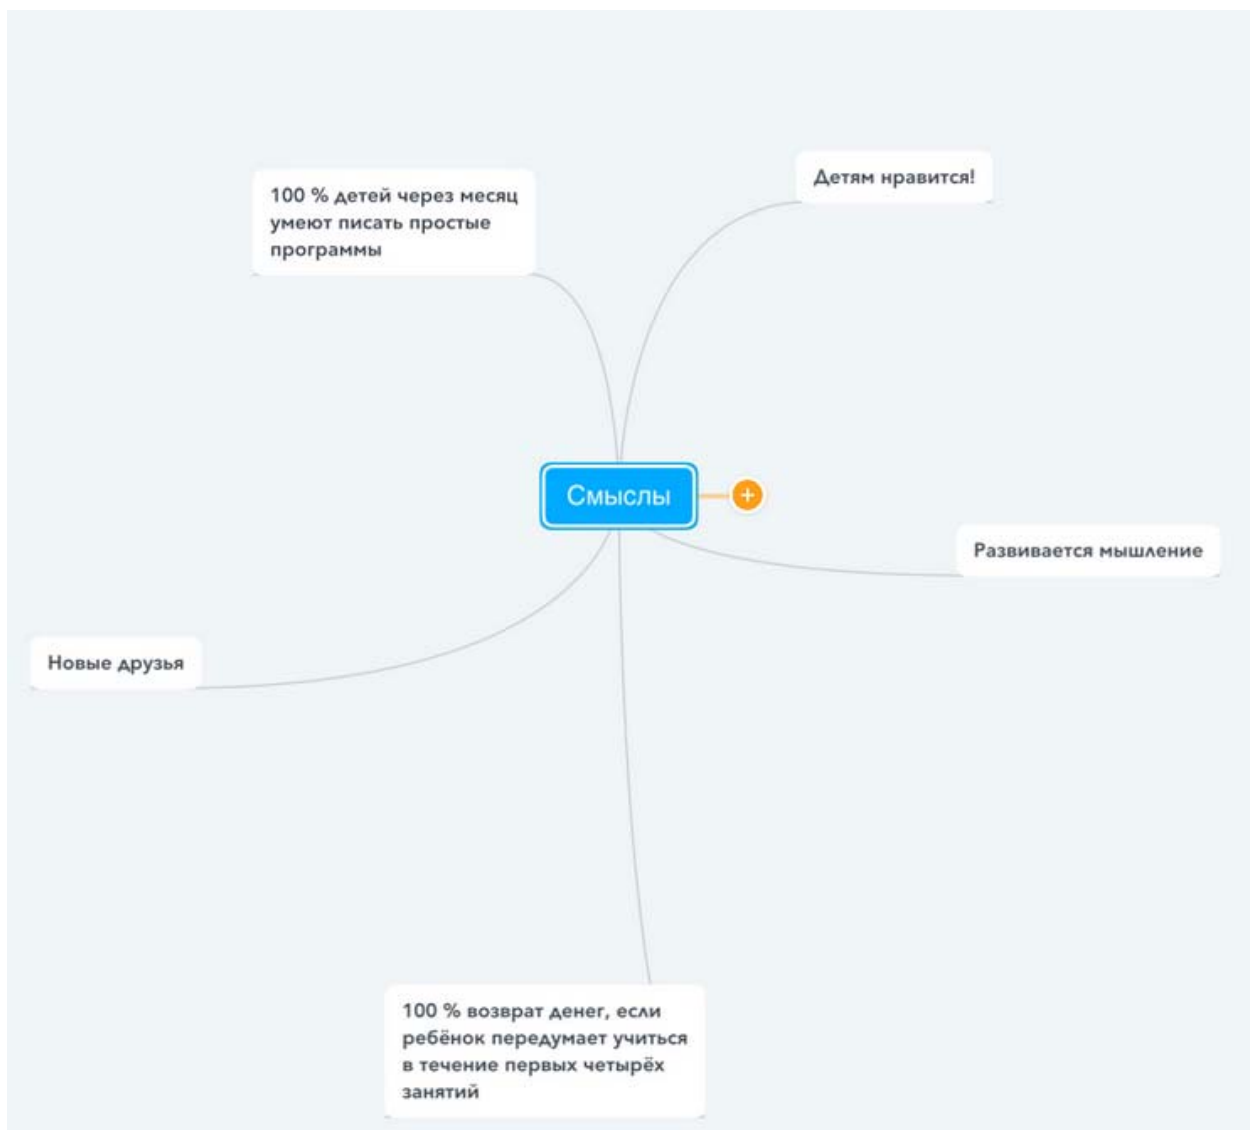 Детям нравится!
100 % детей через месяц
умеют писать простые
программы
Смыслы
+
Развивается мышление
Новые друзья
100 % возврат денег, если
ребёнок передумает учиться
в течение первых четырёх
занятий